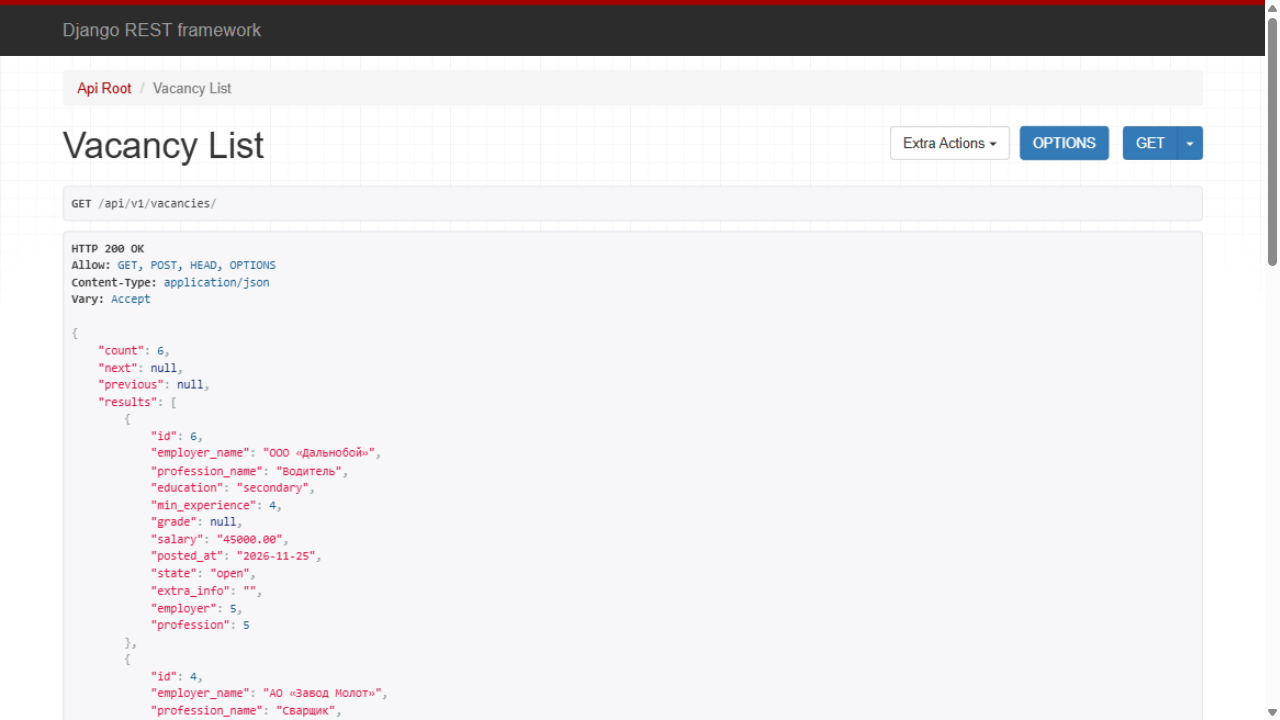 Django REST framework
Api Root / Vacancy List
Vacancy List
Extra Actions
OPTIONS
GET
GET /api/v1/vacancies/
HTTP 200 OK
Allow: GET, POST, HEAD, OPTIONS
Content-Type: application/json
Vary: Accept
{
    "count": 6,
    "next": null,
    "previous": null,
    "results": [
        {
            "id": 6,
            "employer_name": "ООО «Дальнобой»",
            "profession_name": "Водитель",
            "education": "secondary",
            "min_experience": 4,
            "grade": null,
            "salary": "45000.00",
            "posted_at": "2026-11-25",
            "state": "open",
            "extra_info": "",
            "employer": 5,
            "profession": 5
        },
        {
            "id": 4,
            "employer_name": "АО «Завод Молот»",
            "profession_name": "Сварщик",